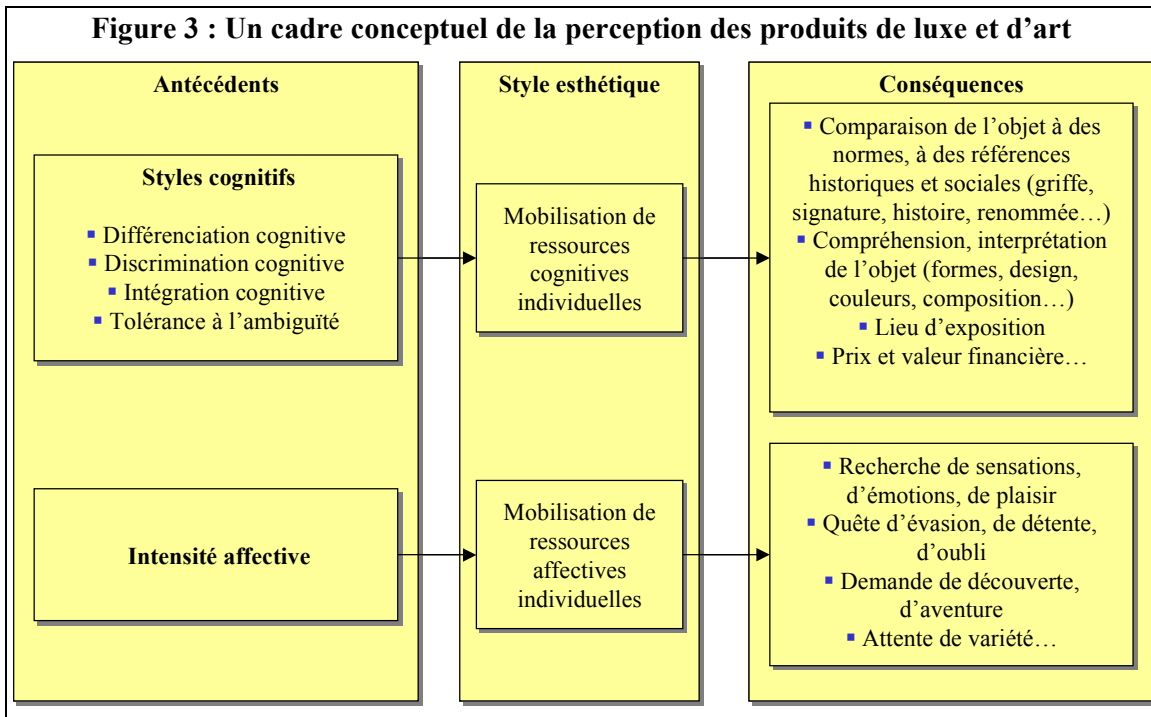 Figure 3 : Un cadre conceptuel de la perception des produits de luxe et d’art
Antécédents
Styles cognitifs
▪ Différenciation cognitive
▪ Discrimination cognitive
▪ Intégration cognitive
▪ Tolérance à l’ambiguïté
Intensité affective
Style esthétique
Mobilisation de
ressources
cognitives
individuelles
Mobilisation de
ressources
affectives
individuelles
Conséquences
▪ Comparaison de l’objet à des
normes, à des références
historiques et sociales (griffe,
signature, histoire, renommée…)
▪ Compréhension, interprétation
de l’objet (formes, design,
couleurs, composition…)
▪ Lieu d’exposition
▪ Prix et valeur financière…
▪ Recherche de sensations,
d’émotions, de plaisir
▪ Quête d’évasion, de détente,
d’oubli
▪ Demande de découverte,
d’aventure
▪ Attente de variété…